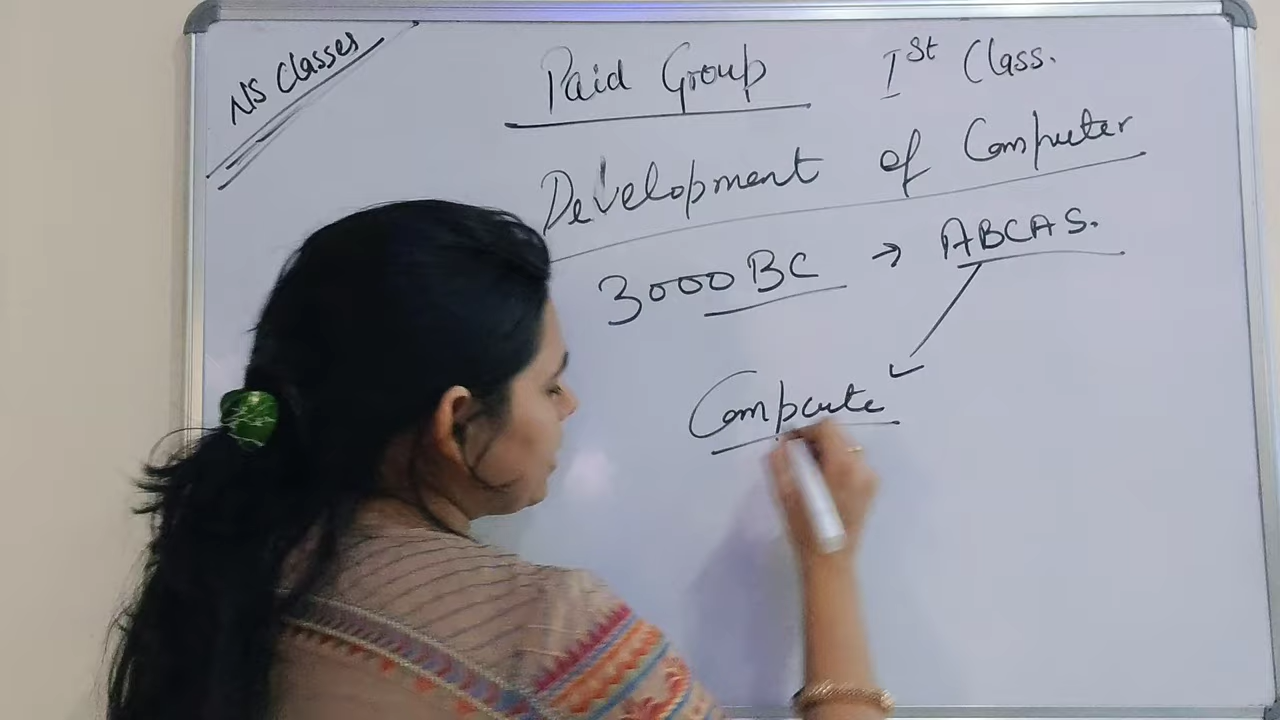 NS Classes
Paid Group Ist Class.
Development of Computer
3000 BC → ABCAS.
Compute